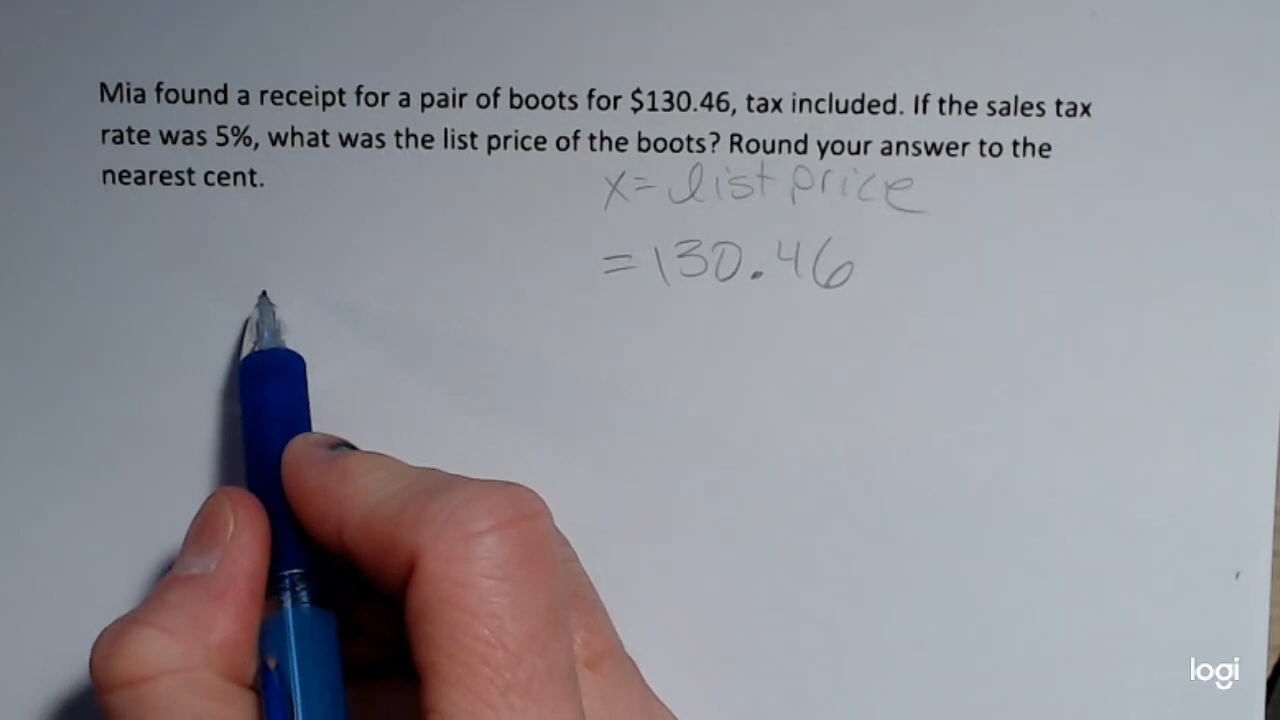 Mia found a receipt for a pair of boots for $130.46, tax included. If the sales tax
rate was 5%, what was the list price of the boots? Round your answer to the
nearest cent.
x = list price
= 130.46
logi